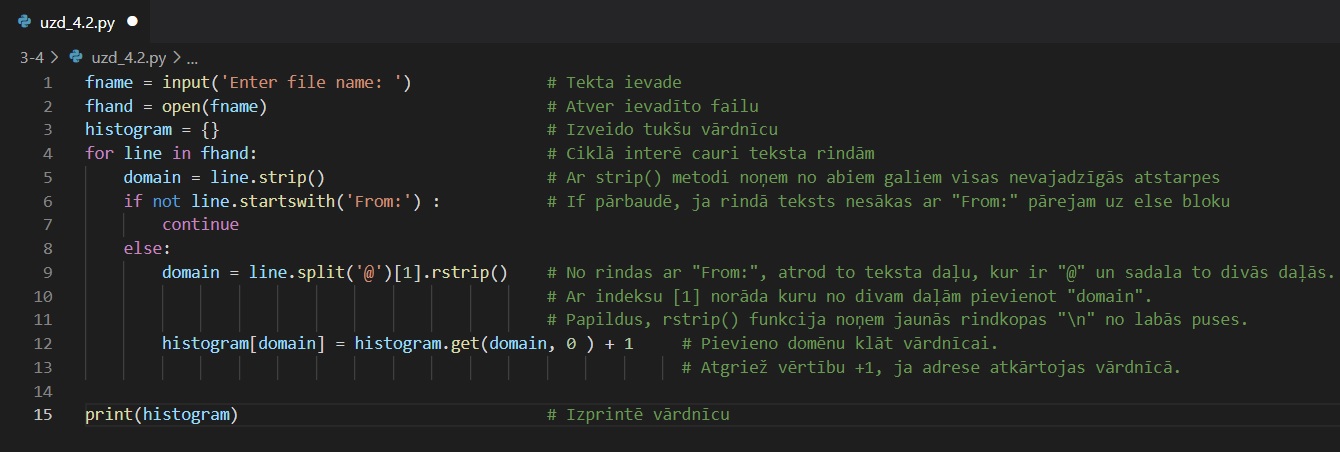 uzd_4.2.py
3-4 > uzd_4.2.py > ...
1 fname = input('Enter file name: ') # Tekta ievade
2 fhand = open(fname) # Atver ievadīto failu
3 histogram = {} # Izveido tukšu vārdnīcu
4 for line in fhand: # Ciklā interē cauri teksta rindām
5 domain = line.strip() # Ar strip() metodi noņem no abiem galiem visas nevajadzīgās atstarpes
6 if not line.startswith('From:') : # If pārbaudē, ja rindā teksts nesākas ar "From:" pārejam uz else bloku
7 continue
8 else:
9 domain = line.split('@')[1].rstrip() # No rindas ar "From:", atrod to teksta daļu, kur ir "@" un sadala to divās daļās.
10 # Ar indeksu [1] norāda kuru no divam daļām pievienot "domain".
11 # Papildus, rstrip() funkcija noņem jaunās rindkopas "\n" no labās puses.
12 histogram[domain] = histogram.get(domain, 0 ) + 1 # Pievieno domēnu klāt vārdnīcai.
13 # Atgriež vērtību +1, ja adrese atkārtojas vārdnīcā.
14
15 print(histogram) # Izprintē vārdnīcu